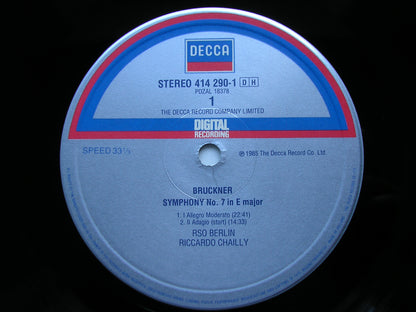 DECCA
STEREO 414 290-1 DH
PDZAL 18378
1
THE DECCA RECORD COMPANY LIMITED
DIGITAL
RECORDING
SPEED 33⅓
℗ 1985 The Decca Record Co. Ltd.
BRUCKNER
SYMPHONY No. 7 in E major
1. I Allegro Moderato (22:41)
2. II Adagio (start) (14:33)
RSO BERLIN
RICCARDO CHAILLY